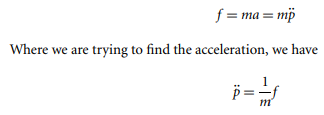 f = ma = mp̈
Where we are trying to find the acceleration, we have
p̈ = 1/m f